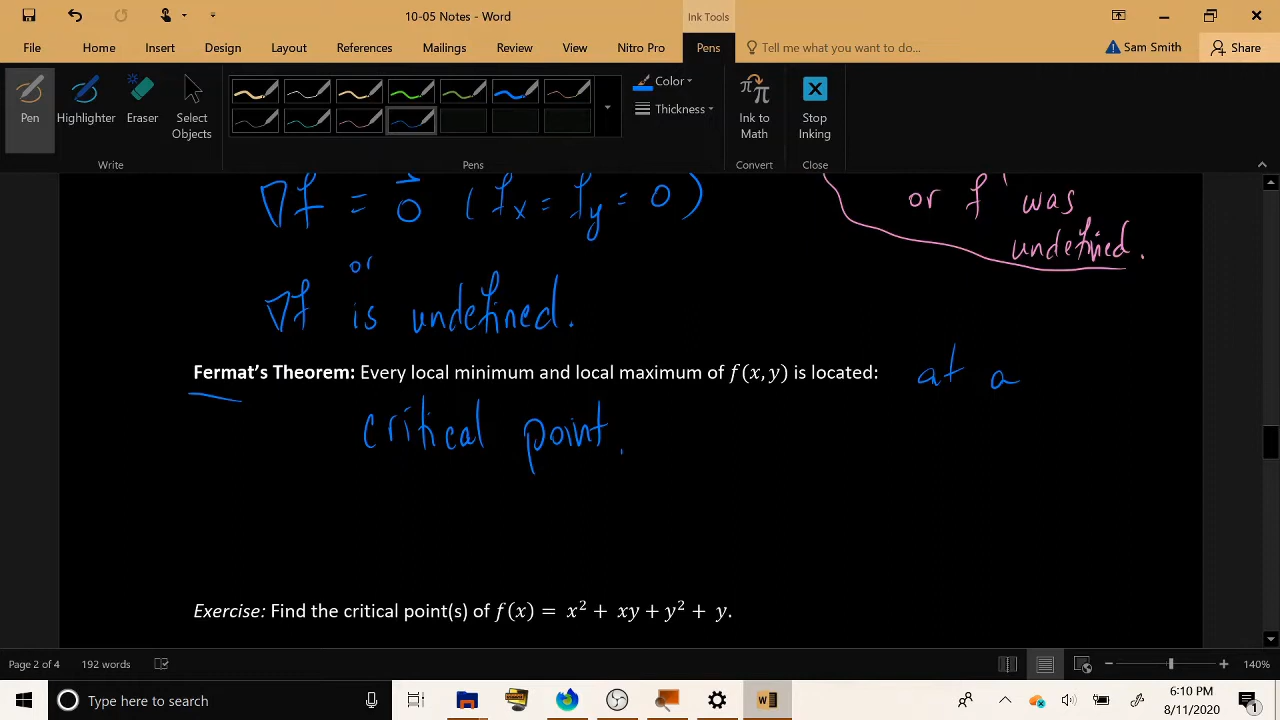 10-05 Notes - Word
Ink Tools
File Home Insert Design Layout References Mailings Review View Nitro Pro Pens Tell me what you want to do... Sam Smith Share
Pen Highlighter Eraser Select Objects
Color
Thickness
Ink to Math
Stop Inking
Write Pens Convert Close
∇f = 0⃗ ( fx = fy = 0 )
or f' was
undefined.
or
∇f is undefined.
Fermat's Theorem: Every local minimum and local maximum of f(x, y) is located: at a
critical point.
Exercise: Find the critical point(s) of f(x) = x² + xy + y² + y.
Page 2 of 4 192 words 140%
Type here to search
6:10 PM
8/11/2020
1